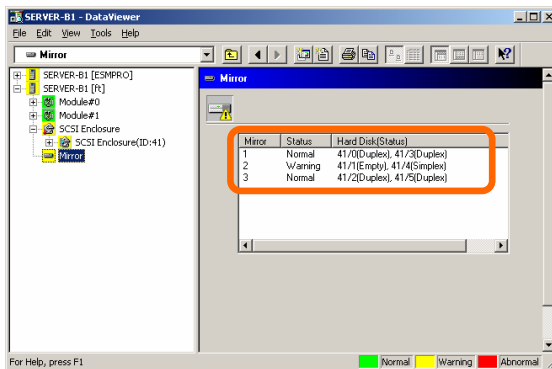 SERVER-B1 - DataViewer
File Edit View Tools Help
Mirror
SERVER-B1 [ESMPRO]
SERVER-B1 [ft]
Module#0
Module#1
SCSI Enclosure
SCSI Enclosure(ID:41)
Mirror
Mirror
Mirror Status Hard Disk(Status)
1 Normal 41/0(Duplex), 41/3(Duplex)
2 Warning 41/1(Empty), 41/4(Simplex)
3 Normal 41/2(Duplex), 41/5(Duplex)
For Help, press F1
Normal Warning Abnormal